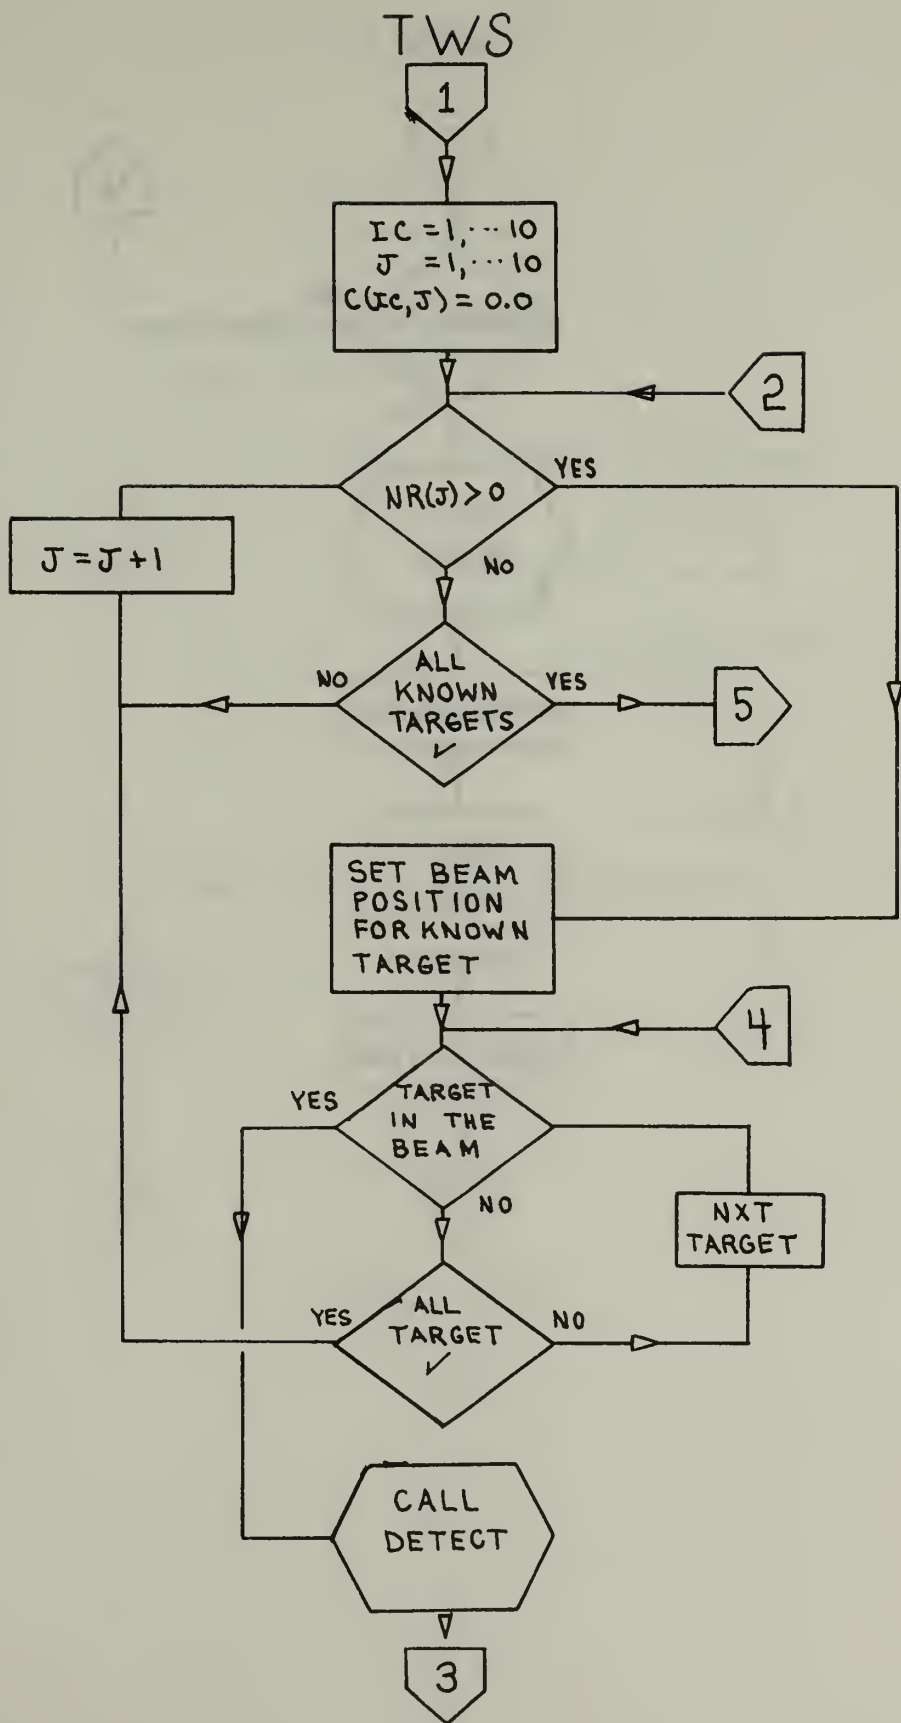 TWS
1
IC = 1, ... 10
J = 1, ... 10
C(IC, J) = 0.0
2
NR(J) > 0
YES
J = J + 1
NO
ALL
KNOWN
TARGETS
✓
NO
YES
5
SET BEAM
POSITION
FOR KNOWN
TARGET
4
TARGET
IN THE
BEAM
YES
NO
NXT
TARGET
ALL
TARGET
✓
YES
NO
CALL
DETECT
3